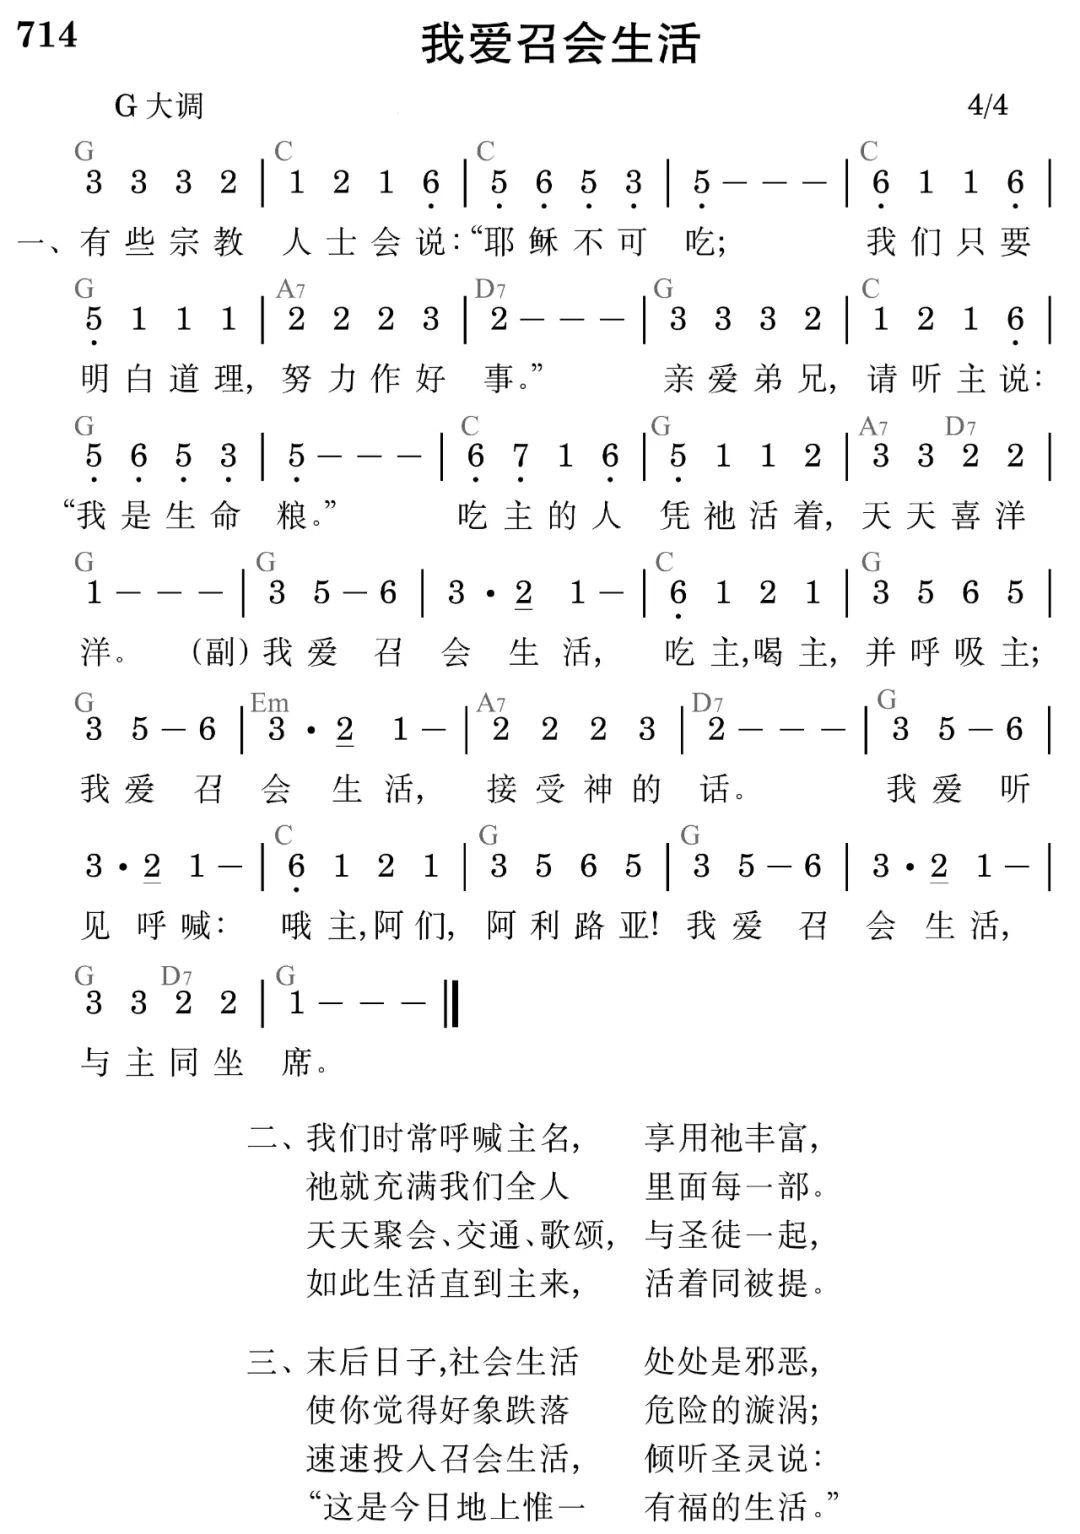 714
我爱召会生活
G 大调 4/4
G C C C
3 3 3 2 | 1 2 1 6̣ | 5̣ 6̣ 5̣ 3̣ | 5̣ — — — | 6̣ 1 1 6̣ |
一、有些宗教 人士会说：“耶稣不可 吃; 我们只要
G A7 D7 G C
5̣ 1 1 1 | 2 2 2 3 | 2 — — — | 3 3 3 2 | 1 2 1 6̣ |
明白道理, 努力作好 事。” 亲爱弟兄, 请听主说：
G C G A7 D7
5̣ 6̣ 5̣ 3̣ | 5̣ — — — | 6̣ 7̣ 1 6̣ | 5̣ 1 1 2 | 3 3 2 2 |
“我是生命 粮。” 吃主的人 凭祂活着, 天天喜洋
G G C G
1 — — — | 3 5 — 6 | 3 • 2̲ 1 — | 6̣ 1 2 1 | 3 5 6 5 |
洋。 (副)我爱召 会生活, 吃主,喝主, 并呼吸主;
G Em A7 D7 G
3 5 — 6 | 3 • 2̲ 1 — | 2 2 2 3 | 2 — — — | 3 5 — 6 |
我爱召 会生活, 接受神的 话。 我爱听
C G G
3 • 2̲ 1 — | 6̣ 1 2 1 | 3 5 6 5 | 3 5 — 6 | 3 • 2̲ 1 — |
见呼喊： 哦主,阿们, 阿利路亚! 我爱召 会生活,
G D7 G
3 3 2 2 | 1 — — — ‖
与主同坐 席。
二、我们时常呼喊主名, 享用祂丰富,
祂就充满我们全人 里面每一部。
天天聚会、交通、歌颂, 与圣徒一起,
如此生活直到主来, 活着同被提。
三、末后日子,社会生活 处处是邪恶,
使你觉得好象跌落 危险的漩涡;
速速投入召会生活, 倾听圣灵说：
“这是今日地上惟一 有福的生活。”